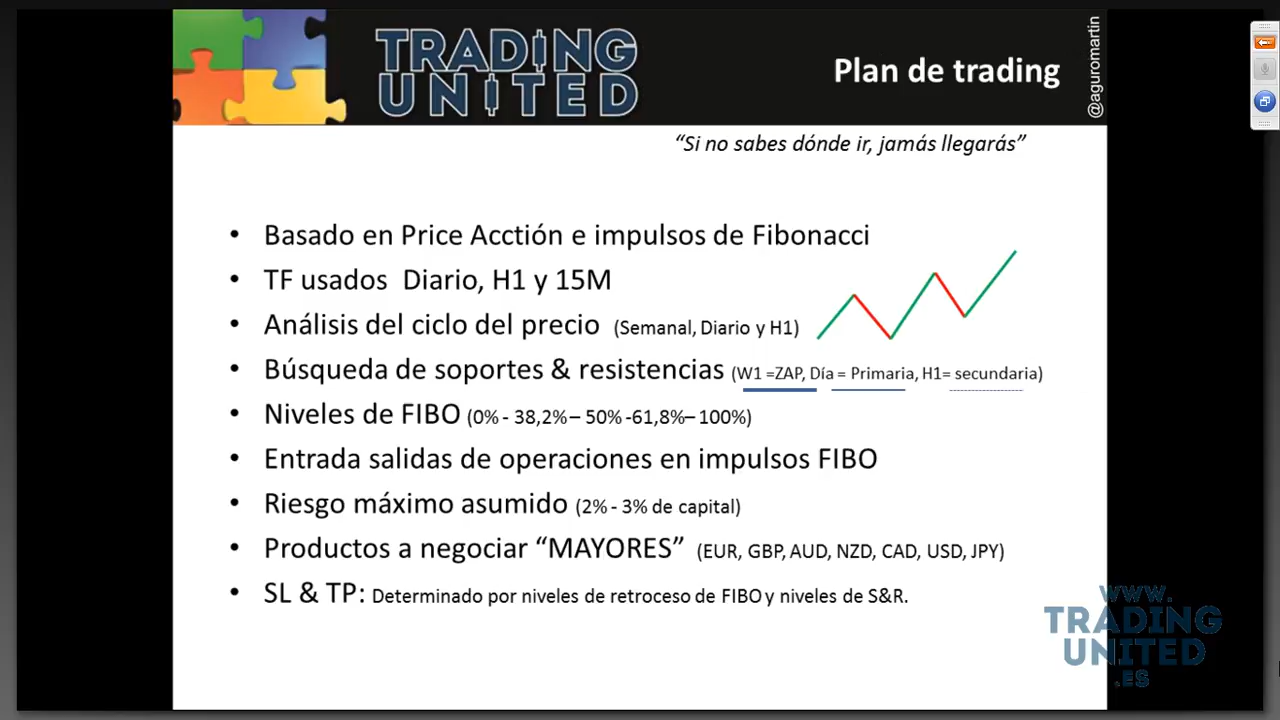 TRADING
UNITED
Plan de trading
@aguromartin
“Si no sabes dónde ir, jamás llegarás”
• Basado en Price Acctión e impulsos de Fibonacci
• TF usados Diario, H1 y 15M
• Análisis del ciclo del precio (Semanal, Diario y H1)
• Búsqueda de soportes & resistencias (W1 =ZAP, Día = Primaria, H1= secundaria)
• Niveles de FIBO (0% - 38,2% – 50% -61,8%– 100%)
• Entrada salidas de operaciones en impulsos FIBO
• Riesgo máximo asumido (2% - 3% de capital)
• Productos a negociar “MAYORES” (EUR, GBP, AUD, NZD, CAD, USD, JPY)
• SL & TP: Determinado por niveles de retroceso de FIBO y niveles de S&R.
WWW.
TRADING
UNITED
.ES